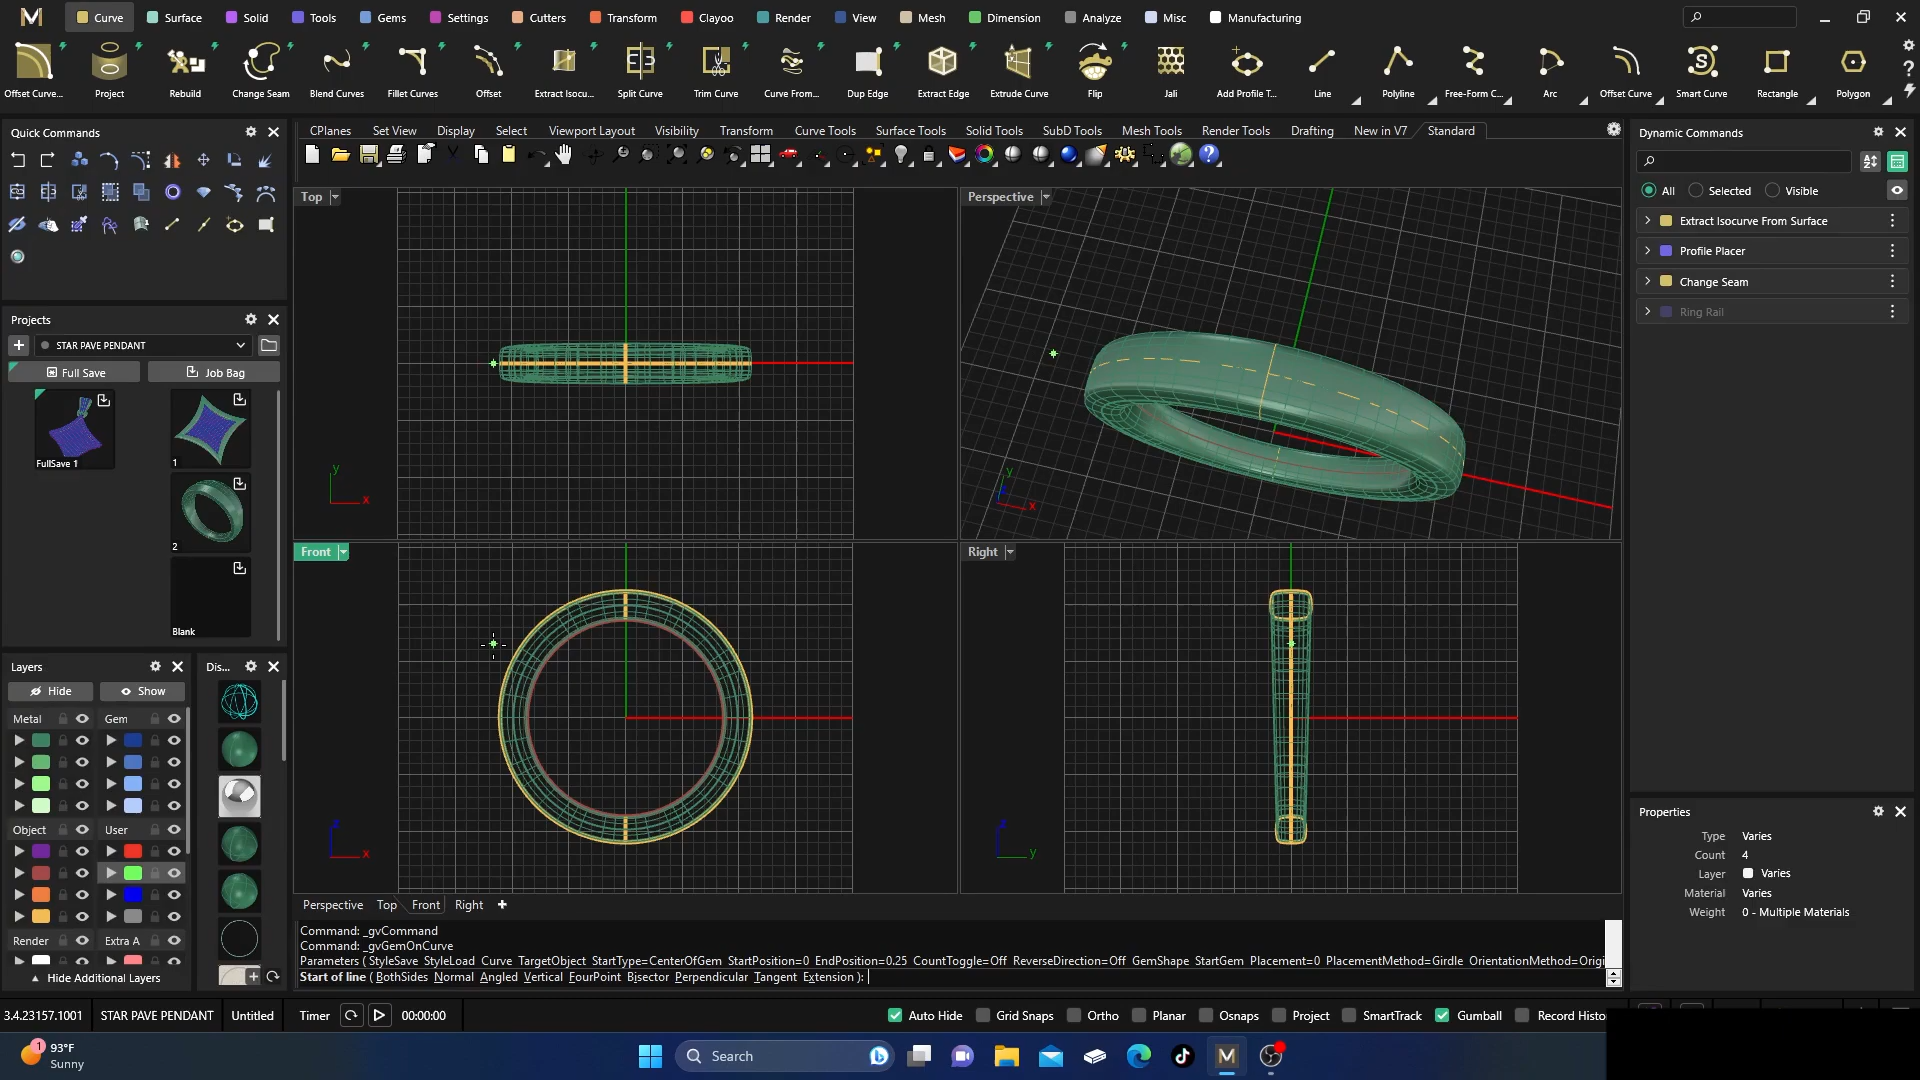 Curve Surface Solid Tools Gems Settings Cutters Transform Clayoo Render View Mesh Dimension Analyze Misc Manufacturing
Offset Curve... Project Rebuild Change Seam Blend Curves Fillet Curves Offset Extract Isocu... Split Curve Trim Curve Curve From... Dup Edge Extract Edge Extrude Curve Flip Jali Add Profile T... Line Polyline Free-Form C... Arc Offset Curve Smart Curve Rectangle Polygon
Quick Commands
CPlanes Set View Display Select Viewport Layout Visibility Transform Curve Tools Surface Tools Solid Tools SubD Tools Mesh Tools Render Tools Drafting New in V7 Standard
Dynamic Commands
All Selected Visible
Extract Isocurve From Surface
Profile Placer
Change Seam
Ring Rail
Top
Perspective
y
x
y
z
x
Projects
STAR PAVE PENDANT
Full Save Job Bag
FullSave 1
1
2
Blank
Front
Right
z
x
z
y
Layers
Dis...
Hide Show
Metal Gem
Object User
Render Extra A
Hide Additional Layers
Properties
Type Varies
Count 4
Layer Varies
Material Varies
Weight 0 - Multiple Materials
Perspective Top Front Right
Command: _gvCommand
Command: _gvGemOnCurve
Parameters ( StyleSave StyleLoad Curve TargetObject StartType=CenterOfGem StartPosition=0 EndPosition=0.25 CountToggle=Off ReverseDirection=Off GemShape StartGem Placement=0 PlacementMethod=Girdle OrientationMethod=Origi
Start of line ( BothSides Normal Angled Vertical FourPoint Bisector Perpendicular Tangent Extension ):
3.4.23157.1001 STAR PAVE PENDANT Untitled Timer 00:00:00 Auto Hide Grid Snaps Ortho Planar Osnaps Project SmartTrack Gumball Record Histo
1
93°F
Sunny
Search